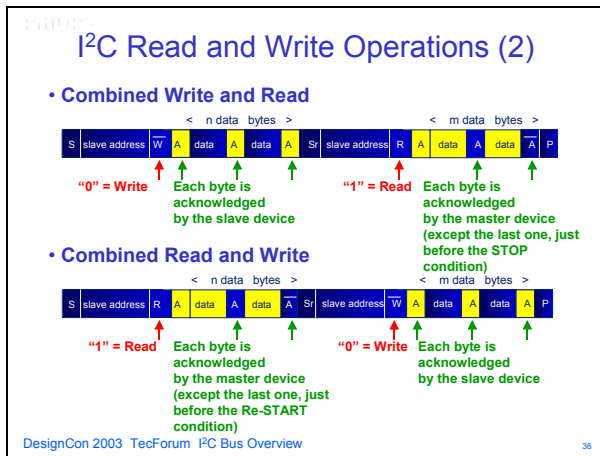 I²C Read and Write Operations (2)
• Combined Write and Read
< n data bytes >
< m data bytes >
S slave address W̅ A data A data A Sr slave address R A data A data A̅ P
"0" = Write
Each byte is
acknowledged
by the slave device
"1" = Read
Each byte is
acknowledged
by the master device
(except the last one, just
before the STOP
condition)
• Combined Read and Write
< n data bytes >
< m data bytes >
S slave address R A data A data A̅ Sr slave address W̅ A data A data A P
"1" = Read
Each byte is
acknowledged
by the master device
(except the last one, just
before the Re-START
condition)
"0" = Write
Each byte is
acknowledged
by the slave device
DesignCon 2003 TecForum I²C Bus Overview
36